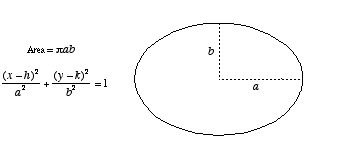 Area = πab
(x − h)²/a² + (y − k)²/b² = 1
b
a